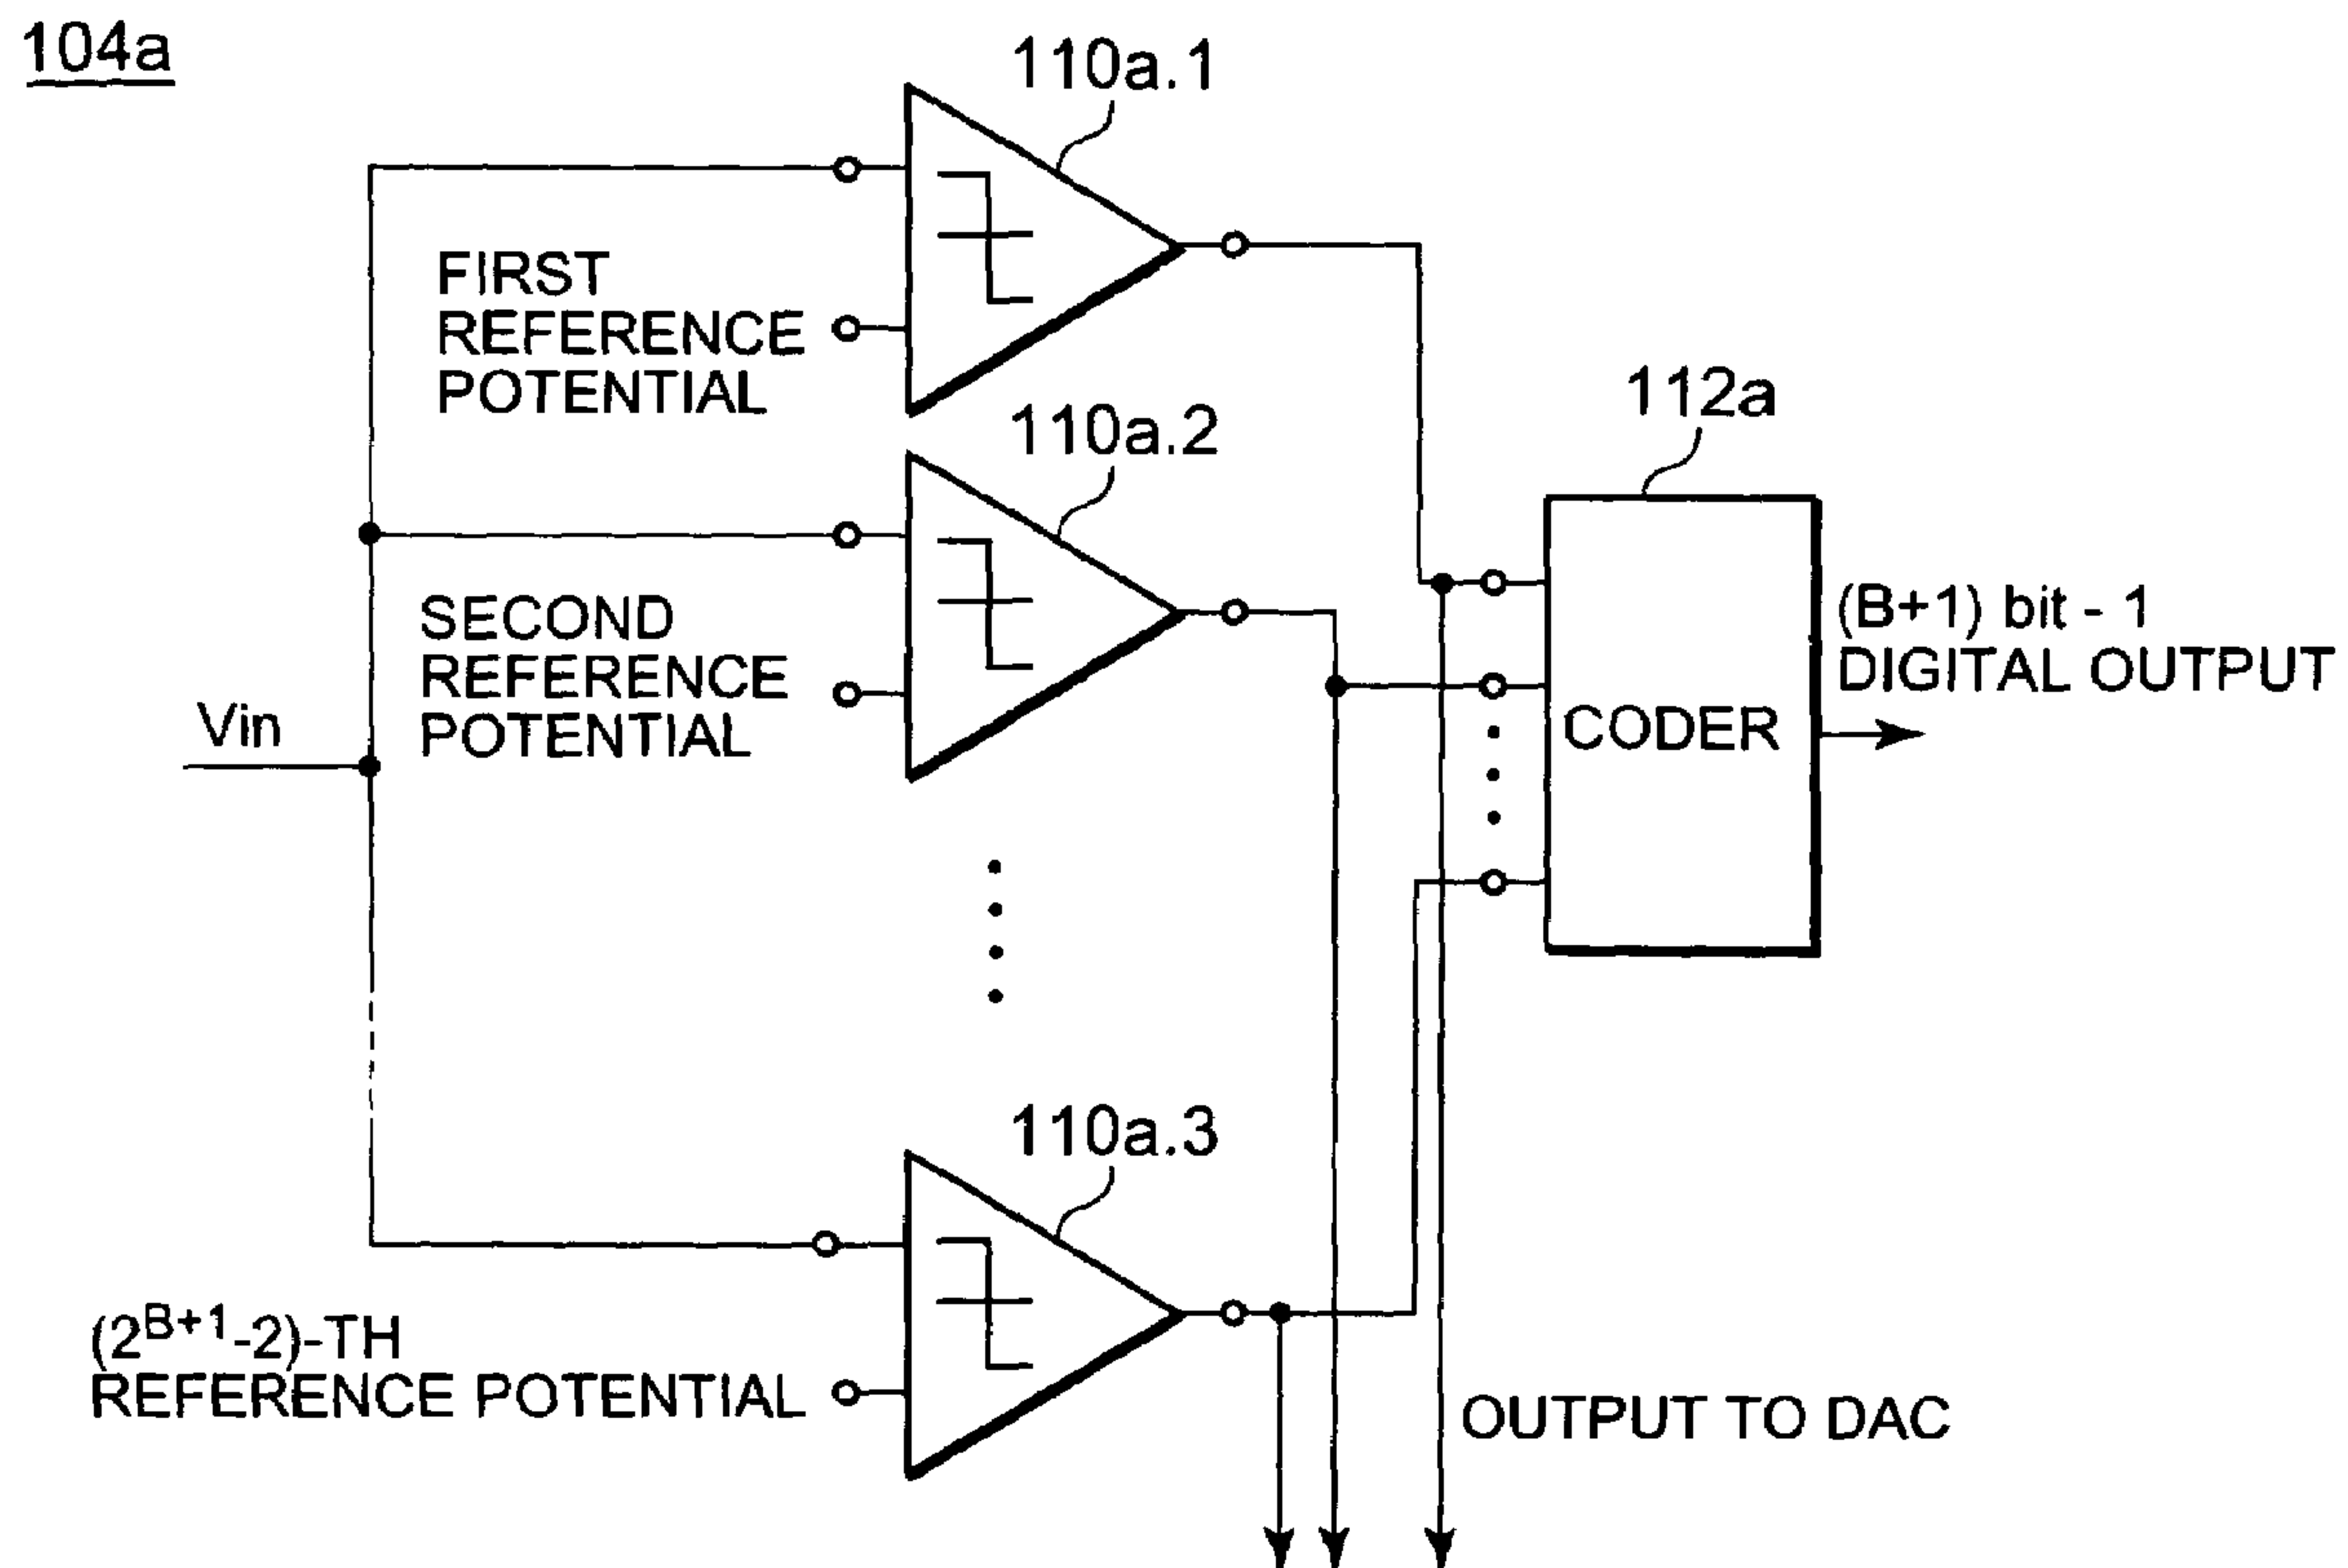 104a
110a.1
FIRST
REFERENCE
POTENTIAL
110a.2
112a
SECOND
REFERENCE
POTENTIAL
(B+1) bit - 1
DIGITAL OUTPUT
Vin
CODER
110a.3
(2^{B+1}-2)-TH
REFERENCE POTENTIAL
OUTPUT TO DAC